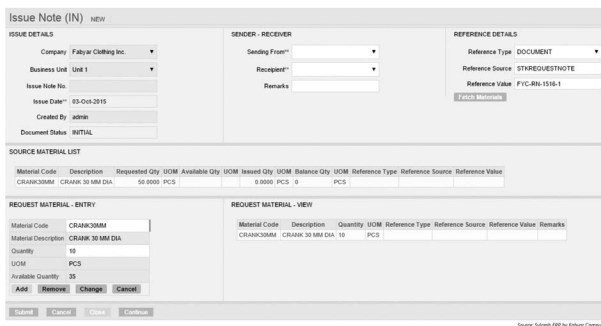 Issue Note (IN) NEW
ISSUE DETAILS
Company Fabyar Clothing Inc.
Business Unit Unit 1
Issue Note No.
Issue Date** 03-Oct-2015
Created By admin
Document Status INITIAL
SENDER - RECEIVER
Sending From**
Receipient**
Remarks
REFERENCE DETAILS
Reference Type DOCUMENT
Reference Source STKREQUESTNOTE
Reference Value FYC-RN-1516-1
Fetch Materials
SOURCE MATERIAL LIST
Material Code Description Requested Qty UOM Available Qty UOM Issued Qty UOM Balance Qty UOM Reference Type Reference Source Reference Value
CRANK30MM CRANK 30 MM DIA 50.0000 PCS 0.0000 PCS 0 PCS
REQUEST MATERIAL - ENTRY
Material Code CRANK30MM
Material Description CRANK 30 MM DIA
Quantity 10
UOM PCS
Available Quantity 35
Add Remove Change Cancel
REQUEST MATERIAL - VIEW
Material Code Description Quantity UOM Reference Type Reference Source Reference Value Remarks
CRANK30MM CRANK 30 MM DIA 10 PCS
Submit Cancel Close Continue
ERP by Fabyar